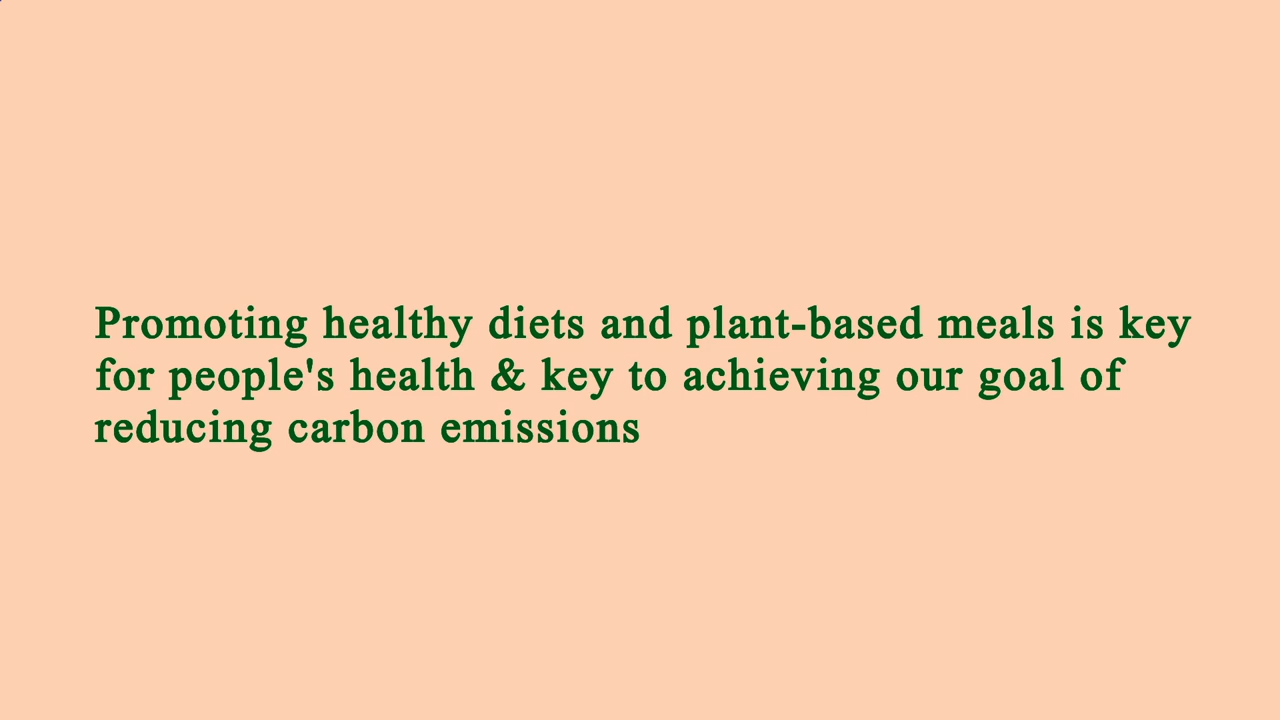 Promoting healthy diets and plant-based meals is key
for people's health & key to achieving our goal of
reducing carbon emissions